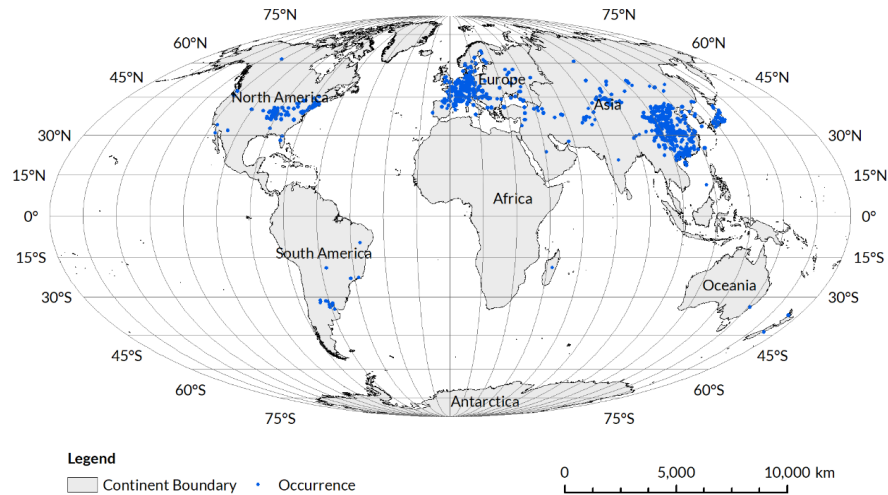 75°N 75°N
60°N 60°N
45°N 45°N
Europe
North America Asia
30°N 30°N
15°N 15°N
Africa
0° 0°
South America
15°S 15°S
Oceania
30°S 30°S
45°S 45°S
60°S 60°S
Antarctica
75°S 75°S
Legend
Continent Boundary Occurrence
0 5,000 10,000 km